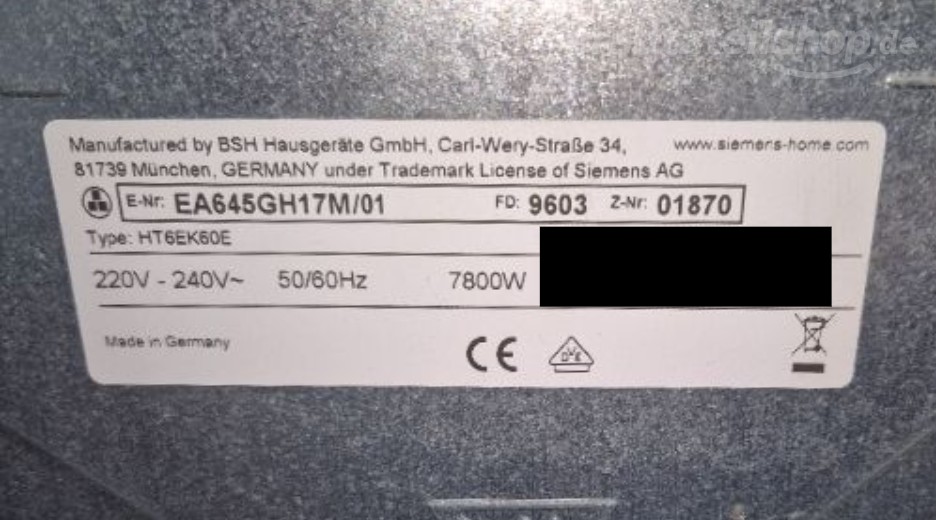 Manufactured by BSH Hausgeräte GmbH, Carl-Wery-Straße 34, www.siemens-home.com
81739 München, GERMANY under Trademark License of Siemens AG
E-Nr: EA645GH17M/01 FD: 9603 Z-Nr: 01870
Type: HT6EK60E
220V - 240V~ 50/60Hz 7800W
Made in Germany
CE